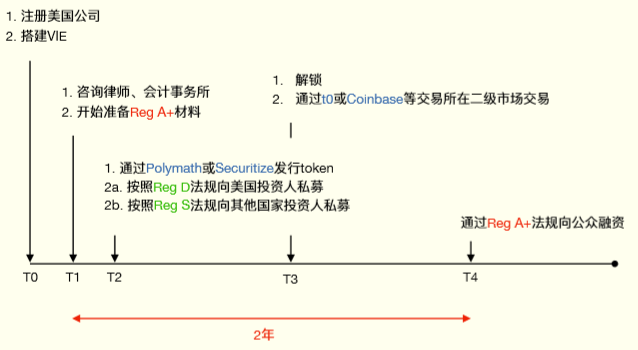 1. 注册美国公司
2. 搭建VIE
1. 咨询律师、会计事务所
2. 开始准备Reg A+材料
1. 解锁
2. 通过t0或Coinbase等交易所在二级市场交易
1. 通过Polymath或Securitize发行token
2a. 按照Reg D法规向美国投资人私募
2b. 按照Reg S法规向其他国家投资人私募
通过Reg A+法规向公众融资
T0
T1
T2
T3
T4
2年